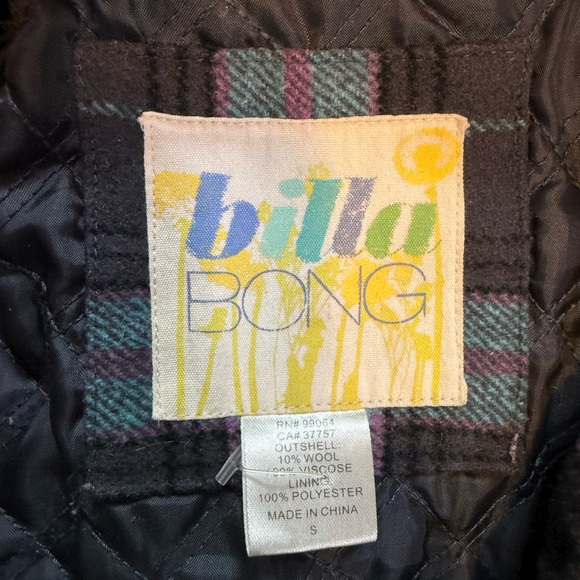 billa
BONG
RN# 99064
CA# 37757
OUTSHELL:
10% WOOL
VISCOSE
LINING:
100% POLYESTER
MADE IN CHINA
S